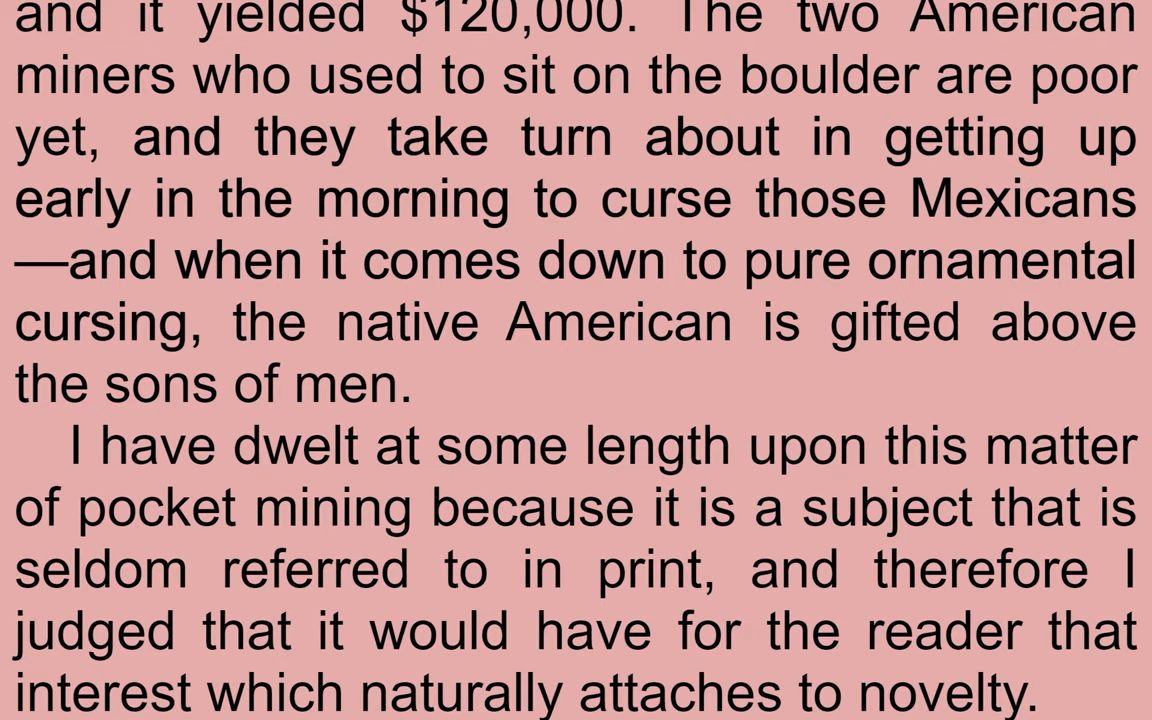 and it yielded $120,000. The two American
miners who used to sit on the boulder are poor
yet, and they take turn about in getting up
early in the morning to curse those Mexicans
—and when it comes down to pure ornamental
cursing, the native American is gifted above
the sons of men.
I have dwelt at some length upon this matter
of pocket mining because it is a subject that is
seldom referred to in print, and therefore I
judged that it would have for the reader that
interest which naturally attaches to novelty.